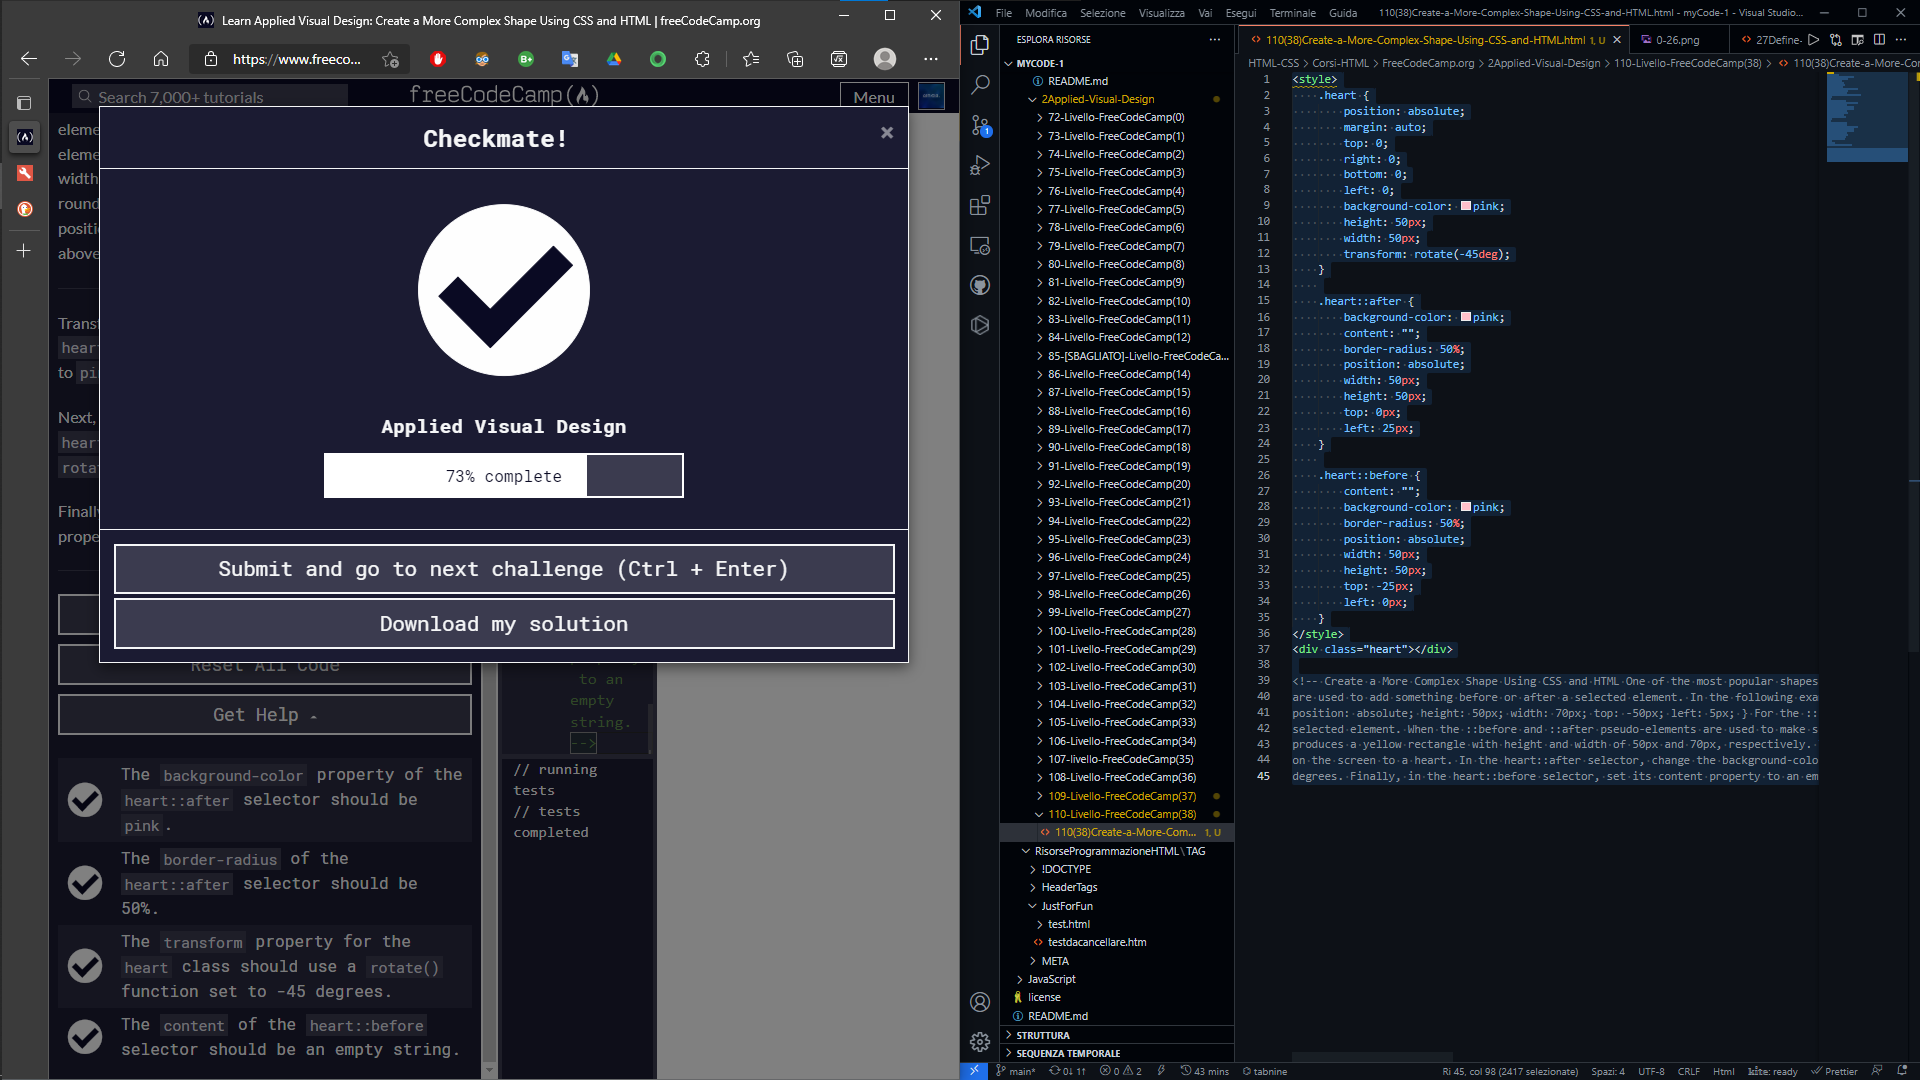 Learn Applied Visual Design: Create a More Complex Shape Using CSS and HTML | freeCodeCamp.org
https://www.freeco...
Search 7,000+ tutorials
freeCodeCamp(
Menu
eleme
eleme
width
round
positi
above
Transf
hear
to pi
Next,
hear
rota
Finall
prope
Checkmate!
×
Applied Visual Design
73% complete
Submit and go to next challenge (Ctrl + Enter)
Download my solution
Reset All Code
Get Help
to an
empty
string.
-->
// running
tests
// tests
completed
The background-color property of the
heart::after selector should be
pink.
The border-radius of the
heart::after selector should be
50%.
The transform property for the
heart class should use a rotate()
function set to -45 degrees.
The content of the heart::before
selector should be an empty string.
File Modifica Selezione Visualizza Vai Esegui Terminale Guida
110(38)Create-a-More-Complex-Shape-Using-CSS-and-HTML.html - myCode-1 - Visual Studio...
ESPLORA RISORSE
MYCODE-1
README.md
2Applied-Visual-Design
72-Livello-FreeCodeCamp(0)
73-Livello-FreeCodeCamp(1)
74-Livello-FreeCodeCamp(2)
75-Livello-FreeCodeCamp(3)
76-Livello-FreeCodeCamp(4)
77-Livello-FreeCodeCamp(5)
78-Livello-FreeCodeCamp(6)
79-Livello-FreeCodeCamp(7)
80-Livello-FreeCodeCamp(8)
81-Livello-FreeCodeCamp(9)
82-Livello-FreeCodeCamp(10)
83-Livello-FreeCodeCamp(11)
84-Livello-FreeCodeCamp(12)
85-[SBAGLIATO]-Livello-FreeCodeCa...
86-Livello-FreeCodeCamp(14)
87-Livello-FreeCodeCamp(15)
88-Livello-FreeCodeCamp(16)
89-Livello-FreeCodeCamp(17)
90-Livello-FreeCodeCamp(18)
91-Livello-FreeCodeCamp(19)
92-Livello-FreeCodeCamp(20)
93-Livello-FreeCodeCamp(21)
94-Livello-FreeCodeCamp(22)
95-Livello-FreeCodeCamp(23)
96-Livello-FreeCodeCamp(24)
97-Livello-FreeCodeCamp(25)
98-Livello-FreeCodeCamp(26)
99-Livello-FreeCodeCamp(27)
100-Livello-FreeCodeCamp(28)
101-Livello-FreeCodeCamp(29)
102-Livello-FreeCodeCamp(30)
103-Livello-FreeCodeCamp(31)
104-Livello-FreeCodeCamp(32)
105-Livello-FreeCodeCamp(33)
106-Livello-FreeCodeCamp(34)
107-livello-FreeCodeCamp(35)
108-Livello-FreeCodeCamp(36)
109-Livello-FreeCodeCamp(37)
110-Livello-FreeCodeCamp(38)
110(38)Create-a-More-Com... 1, U
RisorseProgrammazioneHTML\TAG
!DOCTYPE
HeaderTags
JustForFun
test.html
testdacancellare.htm
META
JavaScript
license
README.md
STRUTTURA
SEQUENZA TEMPORALE
110(38)Create-a-More-Complex-Shape-Using-CSS-and-HTML.html 1, U
0-26.png
27Define-
HTML-CSS > Corsi-HTML > FreeCodeCamp.org > 2Applied-Visual-Design > 110-Livello-FreeCodeCamp(38) > 110(38)Create-a-More-Co
1 <style>
2 .heart {
3 position: absolute;
4 margin: auto;
5 top: 0;
6 right: 0;
7 bottom: 0;
8 left: 0;
9 background-color: pink;
10 height: 50px;
11 width: 50px;
12 transform: rotate(-45deg);
13 }
14
15 .heart::after {
16 background-color: pink;
17 content: "";
18 border-radius: 50%;
19 position: absolute;
20 width: 50px;
21 height: 50px;
22 top: 0px;
23 left: 25px;
24 }
25
26 .heart::before {
27 content: "";
28 background-color: pink;
29 border-radius: 50%;
30 position: absolute;
31 width: 50px;
32 height: 50px;
33 top: -25px;
34 left: 0px;
35 }
36 </style>
37 <div class="heart"></div>
38
39 <!-- Create a More Complex Shape Using CSS and HTML One of the most popular shapes
40 are used to add something before or after a selected element. In the following exa
41 position: absolute; height: 50px; width: 70px; top: -50px; left: 5px; } For the ::
42 selected element. When the ::before and ::after pseudo-elements are used to make s
43 produces a yellow rectangle with height and width of 50px and 70px, respectively.
44 on the screen to a heart. In the heart::after selector, change the background-colo
45 degrees. Finally, in the heart::before selector, set its content property to an em
main* 0↓ 1↑ 0 2 43 mins tabnine
Ri 45, col 98 (2417 selezionate) Spazi: 4 UTF-8 CRLF Html kite: ready Prettier